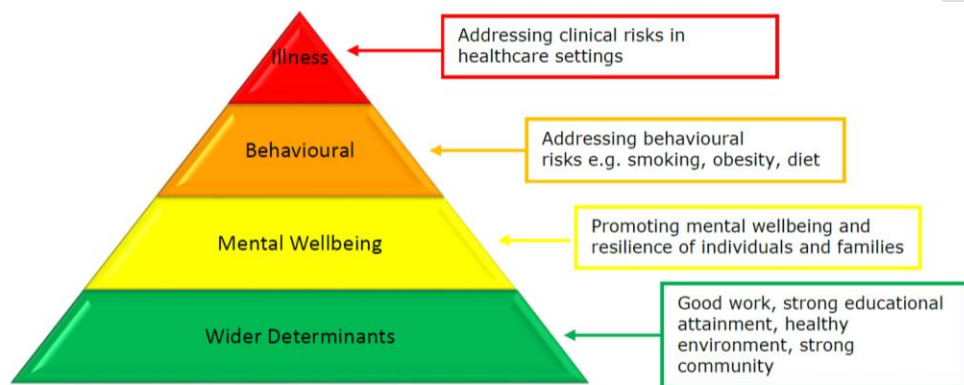 Illness
Addressing clinical risks in
healthcare settings
Behavioural
Addressing behavioural
risks e.g. smoking, obesity, diet
Mental Wellbeing
Promoting mental wellbeing and
resilience of individuals and families
Wider Determinants
Good work, strong educational
attainment, healthy
environment, strong
community